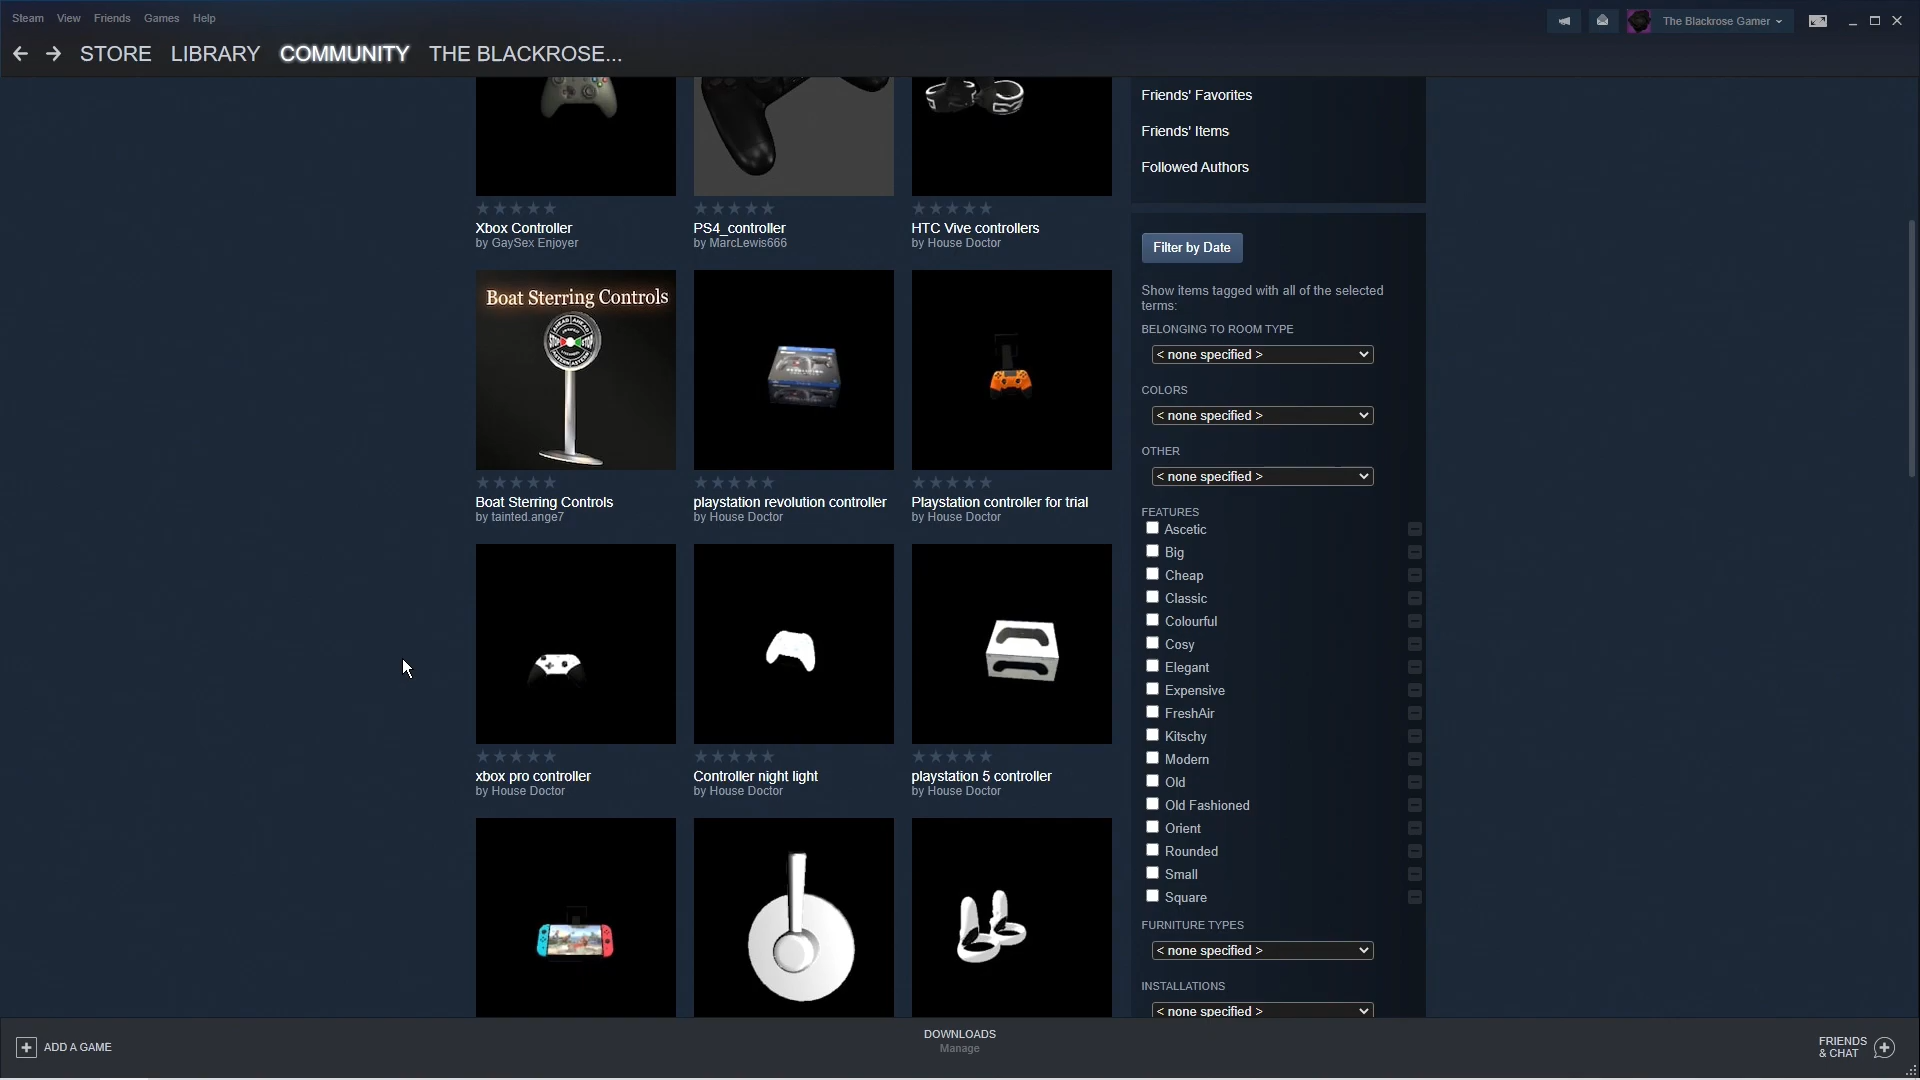 Steam View Friends Games Help
The Blackrose Gamer
STORE LIBRARY COMMUNITY THE BLACKROSE...
Xbox Controller
by GaySex Enjoyer
PS4_controller
by MarcLewis666
HTC Vive controllers
by House Doctor
Boat Sterring Controls
AHEAD AHEAD
STOP STOP
Boat Sterring Controls
by tainted.ange7
playstation revolution controller
by House Doctor
Playstation controller for trial
by House Doctor
xbox pro controller
by House Doctor
Controller night light
by House Doctor
playstation 5 controller
by House Doctor
Friends' Favorites
Friends' Items
Followed Authors
Filter by Date
Show items tagged with all of the selected
terms:
BELONGING TO ROOM TYPE
< none specified >
COLORS
< none specified >
OTHER
< none specified >
FEATURES
Ascetic
Big
Cheap
Classic
Colourful
Cosy
Elegant
Expensive
FreshAir
Kitschy
Modern
Old
Old Fashioned
Orient
Rounded
Small
Square
FURNITURE TYPES
< none specified >
INSTALLATIONS
< none specified >
ADD A GAME
DOWNLOADS
Manage
FRIENDS
& CHAT